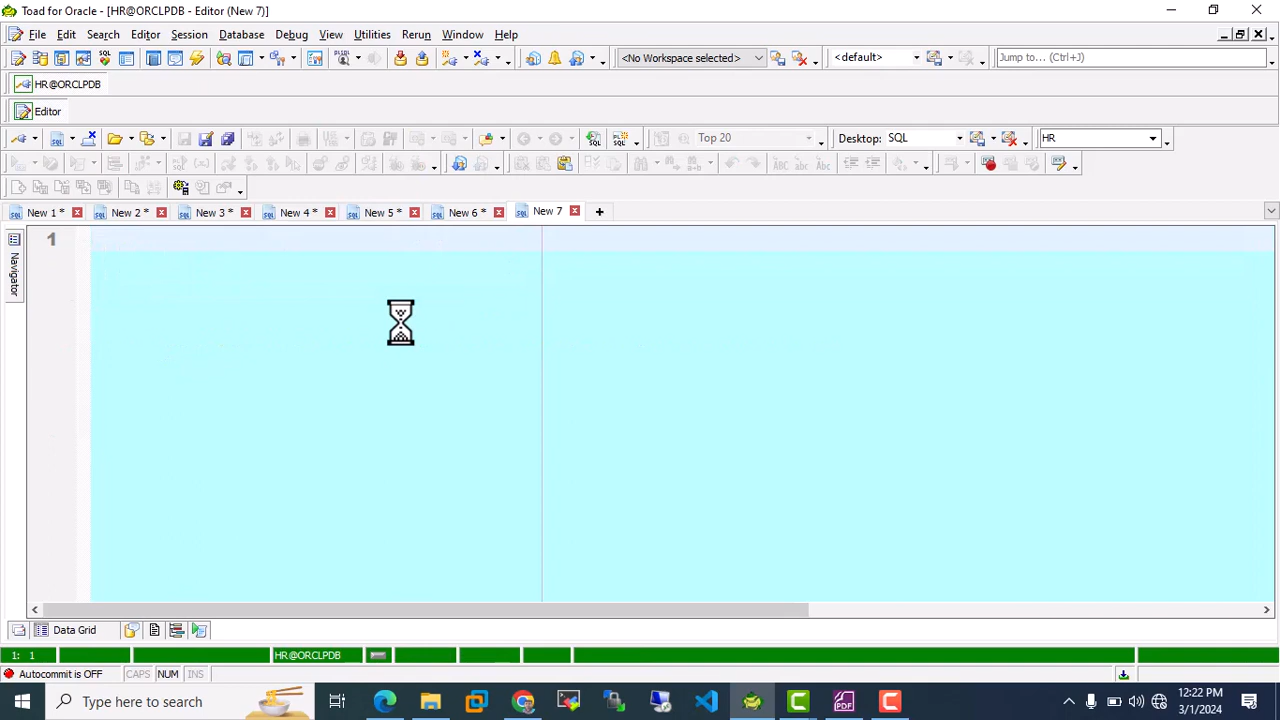 Toad for Oracle - [HR@ORCLPDB - Editor (New 7)]
File Edit Search Editor Session Database Debug View Utilities Rerun Window Help
<No Workspace selected> <default> Jump to... (Ctrl+J)
HR@ORCLPDB
Editor
Top 20 Desktop: SQL HR
New 1 * New 2 * New 3 * New 4 * New 5 * New 6 * New 7
1
Navigator
Data Grid
1: 1 HR@ORCLPDB
Autocommit is OFF CAPS NUM INS
Type here to search
12:22 PM
3/1/2024